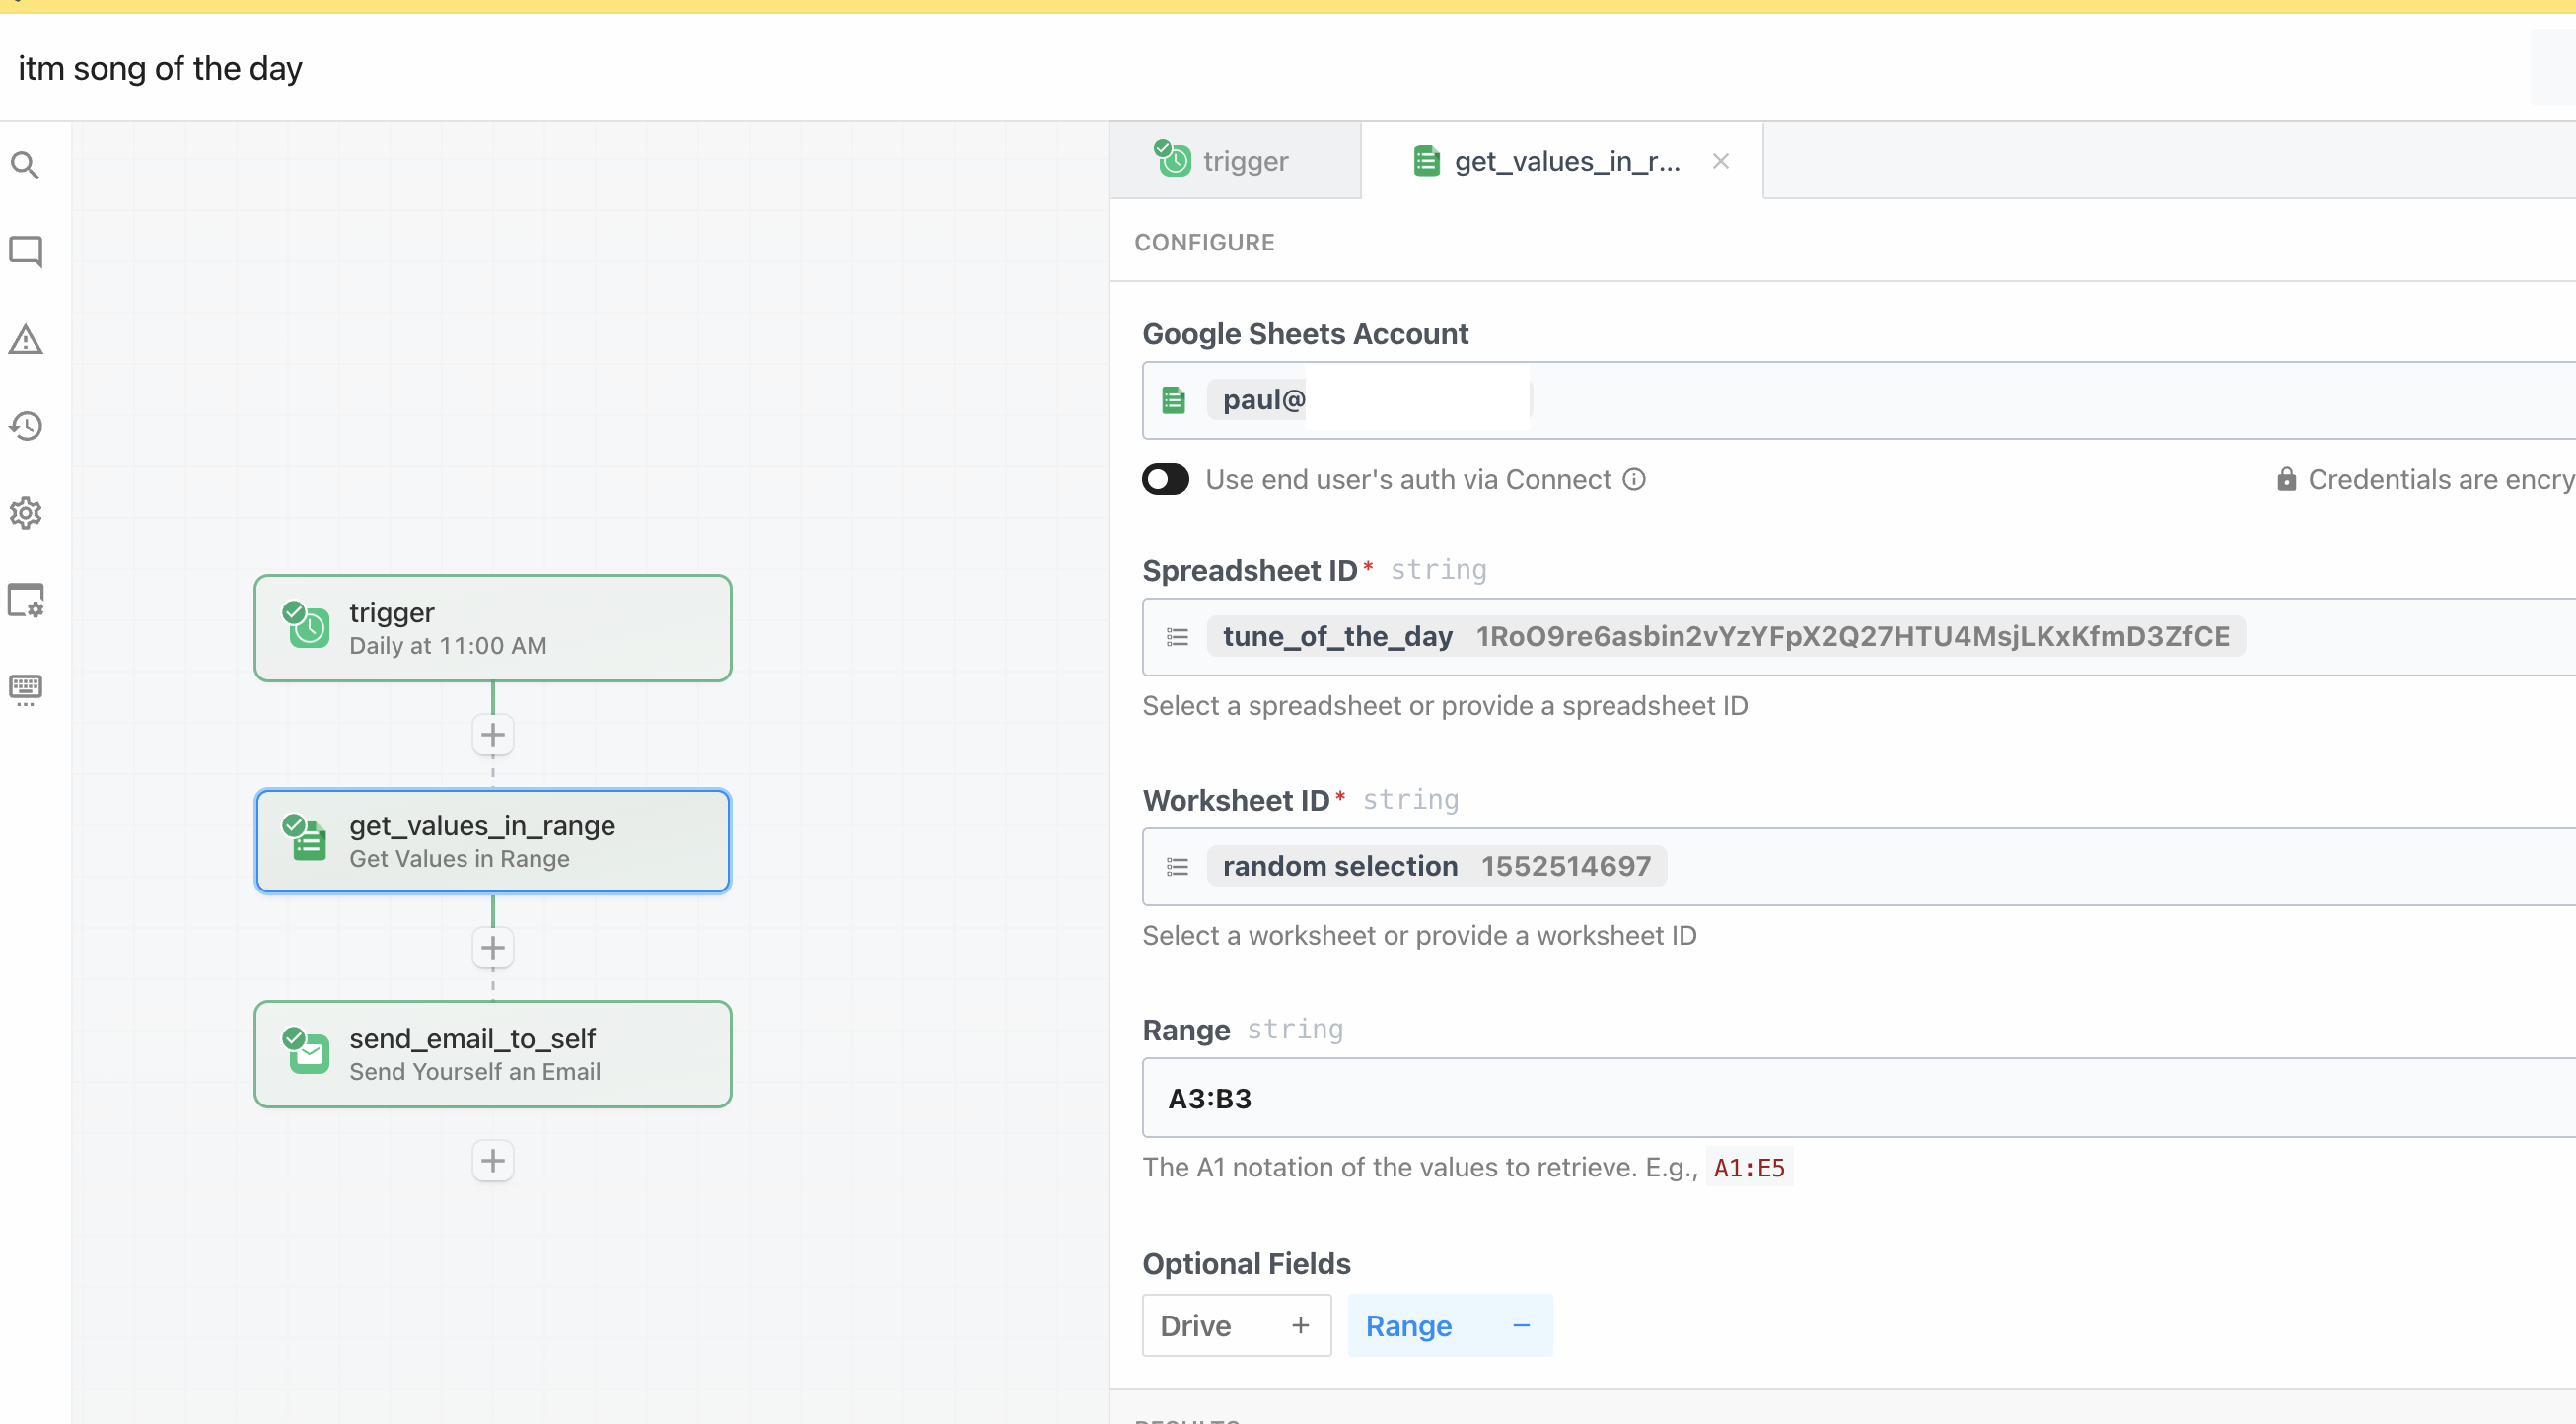 itm song of the day
trigger
Daily at 11:00 AM
get_values_in_range
Get Values in Range
send_email_to_self
Send Yourself an Email
trigger
get_values_in_r...
CONFIGURE
Google Sheets Account
paul@
Use end user's auth via Connect
Credentials are encry
Spreadsheet ID* string
tune_of_the_day 1RoO9re6asbin2vYzYFpX2Q27HTU4MsjLKxKfmD3ZfCE
Select a spreadsheet or provide a spreadsheet ID
Worksheet ID* string
random selection 1552514697
Select a worksheet or provide a worksheet ID
Range string
A3:B3
The A1 notation of the values to retrieve. E.g., A1:E5
Optional Fields
Drive +
Range −
RESULTS